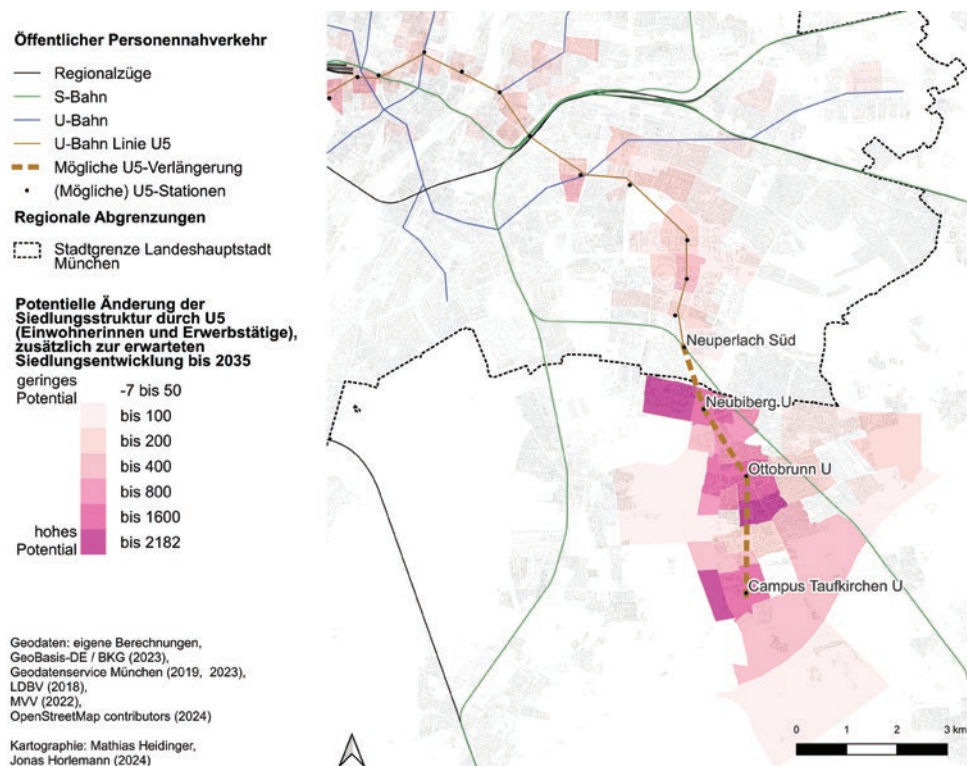 Öffentlicher Personennahverkehr
Regionalzüge
S-Bahn
U-Bahn
U-Bahn Linie U5
Mögliche U5-Verlängerung
(Mögliche) U5-Stationen
Regionale Abgrenzungen
Stadtgrenze Landeshauptstadt
München
Potentielle Änderung der
Siedlungsstruktur durch U5
(Einwohnerinnen und Erwerbstätige),
zusätzlich zur erwarteten
Siedlungsentwicklung bis 2035
geringes
Potential
-7 bis 50
bis 100
bis 200
bis 400
bis 800
bis 1600
hohes
Potential
bis 2182
Geodaten: eigene Berechnungen,
GeoBasis-DE / BKG (2023),
Geodatenservice München (2019, 2023),
LDBV (2018),
MVV (2022),
OpenStreetMap contributors (2024)
Kartographie: Mathias Heidinger,
Jonas Horlemann (2024)
Neuperlach Süd
Neubiberg U
Ottobrunn U
Campus Taufkirchen U
0 1 2 3 km